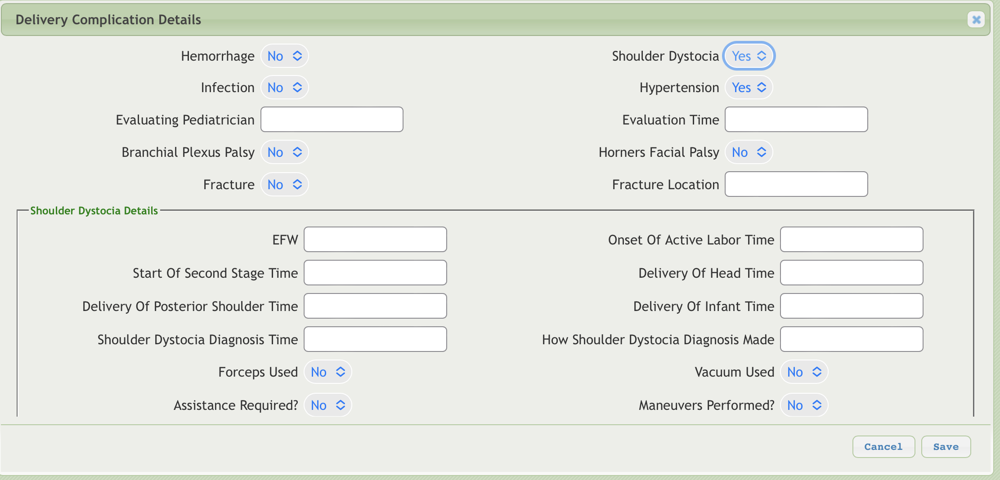 Delivery Complication Details
Hemorrhage No Shoulder Dystocia Yes
Infection No Hypertension Yes
Evaluating Pediatrician Evaluation Time
Branchial Plexus Palsy No Horners Facial Palsy No
Fracture No Fracture Location
Shoulder Dystocia Details
EFW Onset Of Active Labor Time
Start Of Second Stage Time Delivery Of Head Time
Delivery Of Posterior Shoulder Time Delivery Of Infant Time
Shoulder Dystocia Diagnosis Time How Shoulder Dystocia Diagnosis Made
Forceps Used No Vacuum Used No
Assistance Required? No Maneuvers Performed? No
Cancel Save